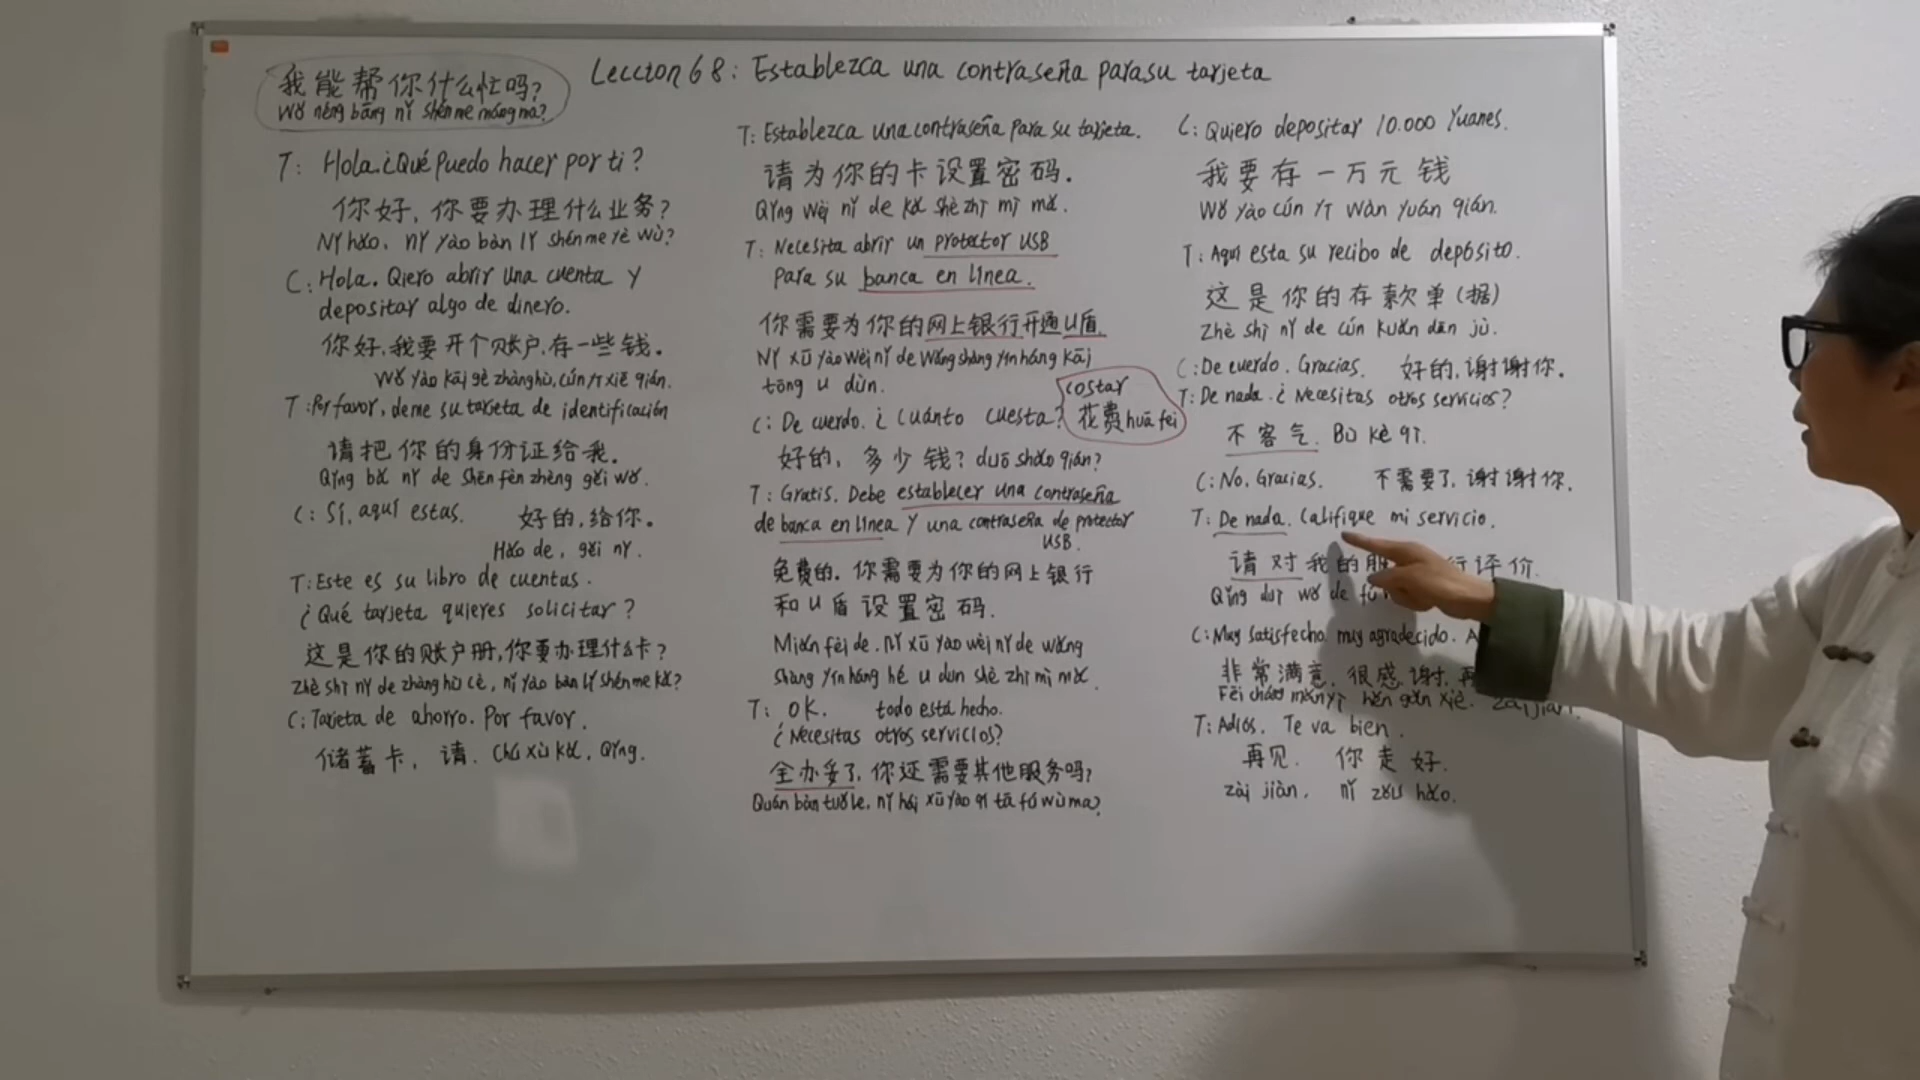 我能帮你什么忙吗?
Wǒ néng bāng nǐ shén me máng ma?
Leccion 68: Establezca una contraseña para su tarjeta
T: Hola. ¿Qué puedo hacer por ti?
你好, 你要办理什么业务?
Nǐ hǎo, nǐ yào bàn lǐ shén me yè wù?
C: Hola. Qiero abrir una cuenta y
depositar algo de dinero.
你好, 我要开个账户, 存一些钱。
Wǒ yào kāi gè zhàng hù, cún yī xiē qián.
T: Por favor, deme su tarjeta de identificación
请把你的身份证给我。
Qǐng bǎ nǐ de shēn fèn zhèng gěi wǒ.
C: Sí, aquí estas. 好的, 给你。
Hǎo de, gěi nǐ.
T: Este es su libro de cuentas.
¿Qué tarjeta quieres solicitar?
这是你的账户册, 你要办理什么卡?
Zhè shì nǐ de zhàng hù cè, nǐ yào bàn lǐ shén me kǎ?
C: Tarjeta de ahorro. Por favor.
储蓄卡, 请. Chú xù kǎ, Qǐng.
T: Establezca una contraseña para su tarjeta.
请为你的卡设置密码.
Qǐng wèi nǐ de kǎ shè zhì mì mǎ.
T: Necesita abrir un protector USB
para su banca en línea.
你需要为你的网上银行开通U盾.
Nǐ xū yào wèi nǐ de wǎng shàng yín háng kāi
tōng u dùn.
C: De cuerdo. ¿cuánto cuesta?
costar
花费 huā fei
好的, 多少钱? duō shǎo qián?
T: Gratis. Debe establecer una contraseña
de banca en línea y una contraseña de protector
USB.
免费的. 你需要为你的网上银行
和U盾设置密码.
Miǎn fèi de. nǐ xū yào wèi nǐ de wǎng
shàng yín háng hé u dùn shè zhì mì mǎ.
T: OK. todo está hecho.
¿Necesitas otros servicios?
全办妥了, 你还需要其他服务吗?
Quán bàn tuǒ le, nǐ hái xū yào qí tā fú wù ma?
C: Quiero depositar 10.000 Yuanes.
我要存一万元钱
Wǒ yào cún yī wàn yuán qián.
T: Aquí esta su recibo de depósito.
这是你的存款单(据)
Zhè shì nǐ de cún kuǎn dān jù.
C: De cuerdo. Gracias. 好的, 谢谢你.
T: De nada. ¿Necesitas otros servicios?
不客气. Bù kè qì.
C: No. Gracias. 不需要了, 谢谢你.
T: De nada. Califique mi servicio.
请对我的服 行评价.
Qǐng duì wǒ de fú
C: Muy satisfecho, muy agradecido. A
非常满意, 很感谢, 再
Fēi cháng mǎn yì hěn gǎn xiè. zài jiàn.
T: Adiós. Te va bien.
再见. 你走好.
zài jiàn. nǐ zǒu hǎo.